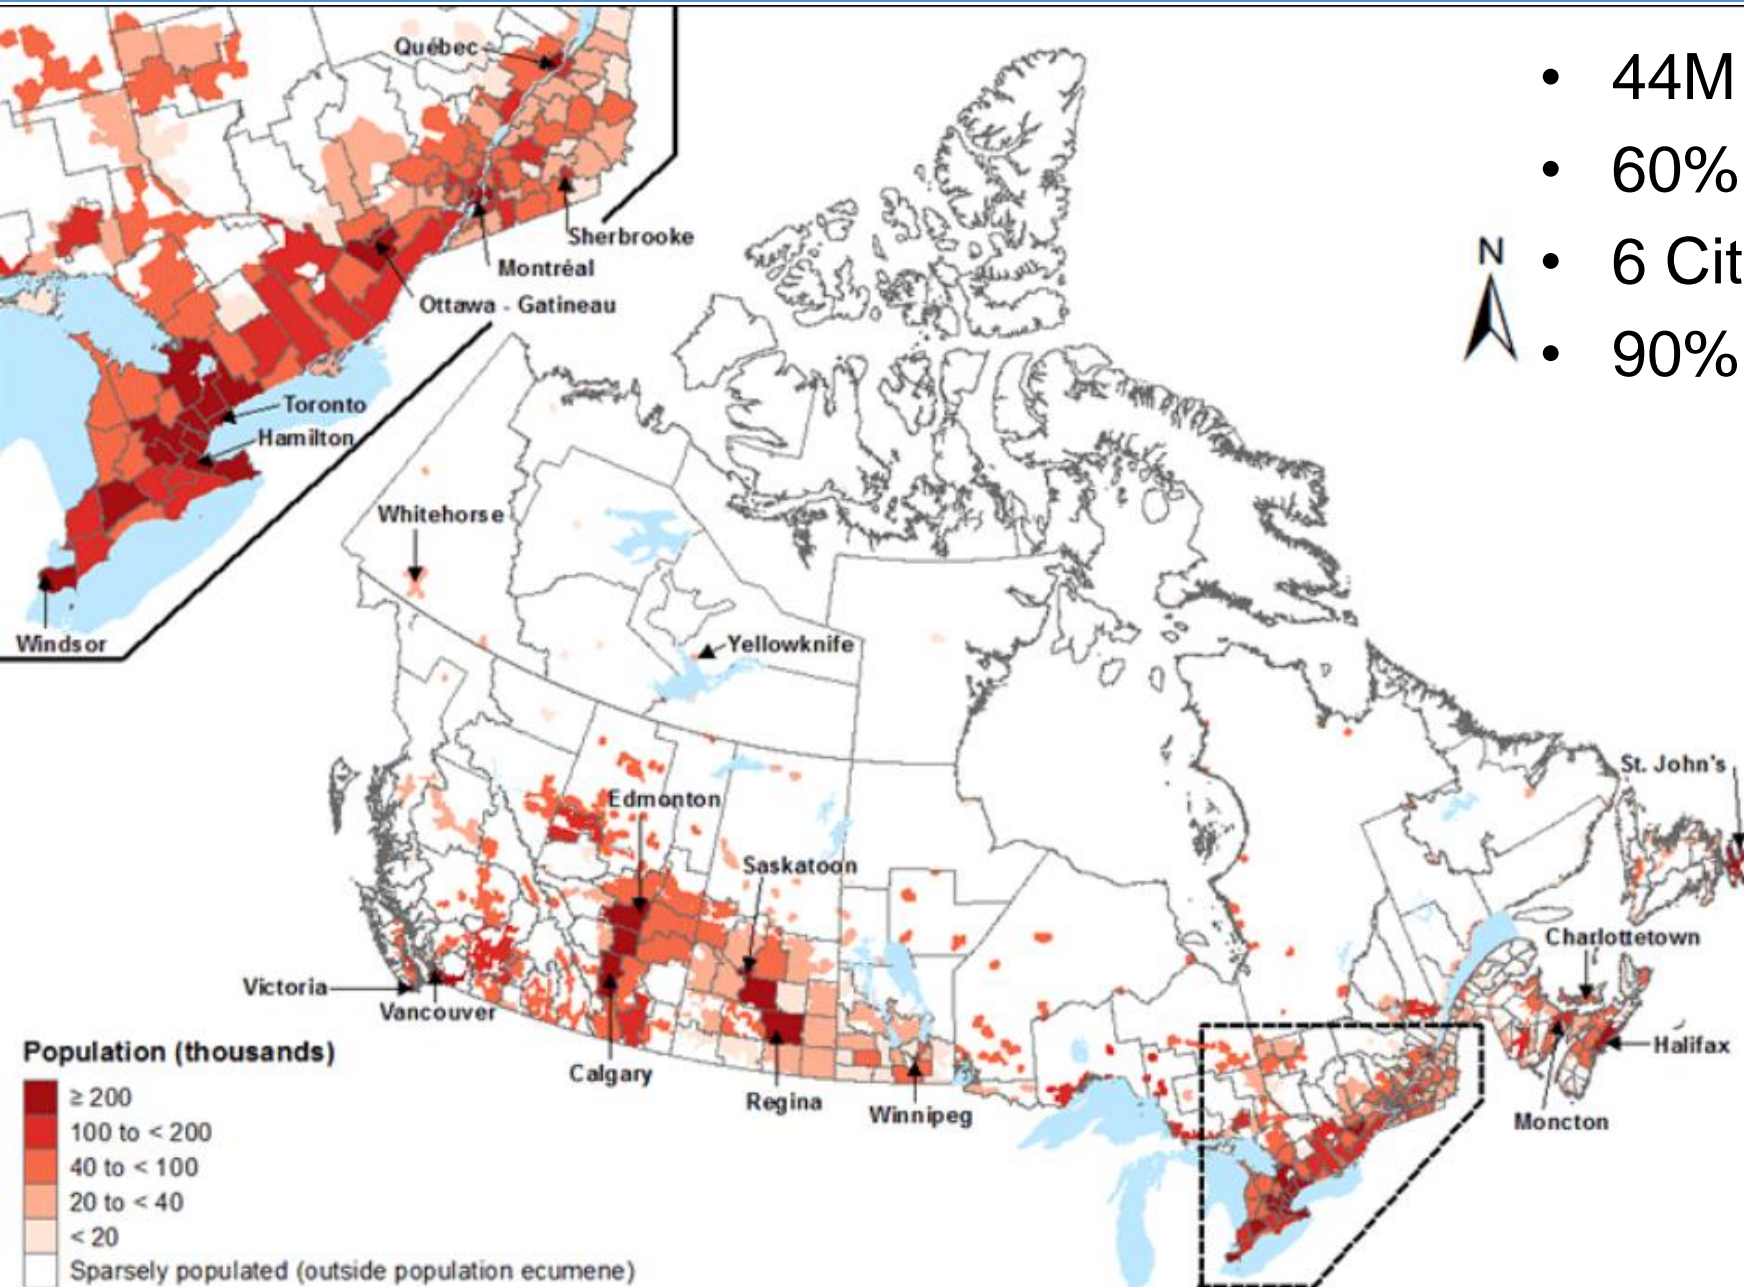 Québec
Sherbrooke
Montréal
Ottawa - Gatineau
Toronto
Hamilton
Windsor
• 44M
• 60%
• 6 Cit
• 90%
N
Whitehorse
Yellowknife
Edmonton
Saskatoon
St. John's
Charlottetown
Victoria
Vancouver
Calgary
Regina
Winnipeg
Halifax
Moncton
Population (thousands)
≥ 200
100 to < 200
40 to < 100
20 to < 40
< 20
Sparsely populated (outside population ecumene)